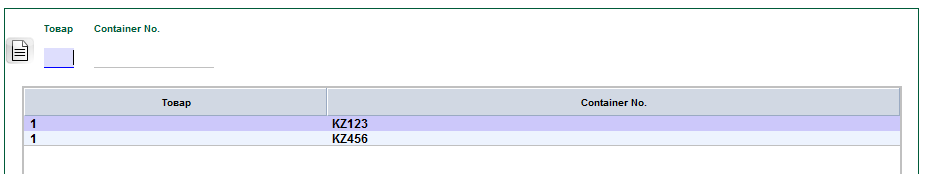 Товар Container No.
Товар Container No.
1 KZ123
1 KZ456